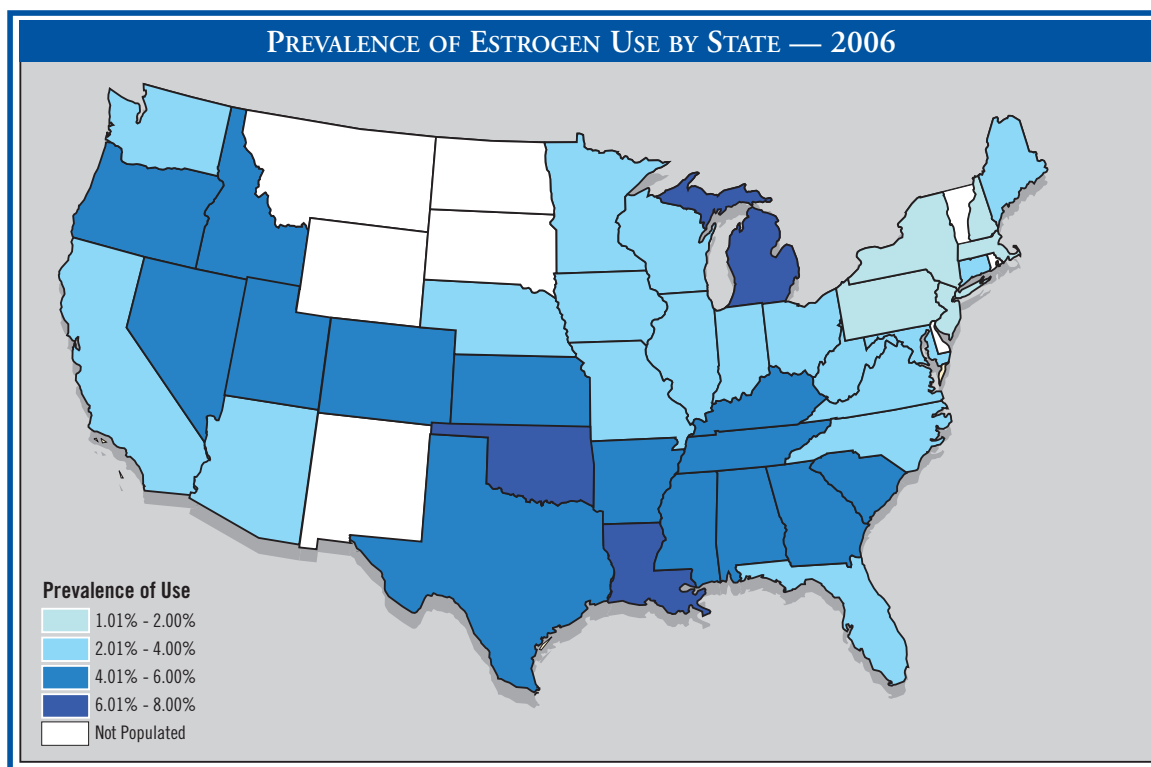 PREVALENCE OF ESTROGEN USE BY STATE — 2006
Prevalence of Use
1.01% - 2.00%
2.01% - 4.00%
4.01% - 6.00%
6.01% - 8.00%
Not Populated